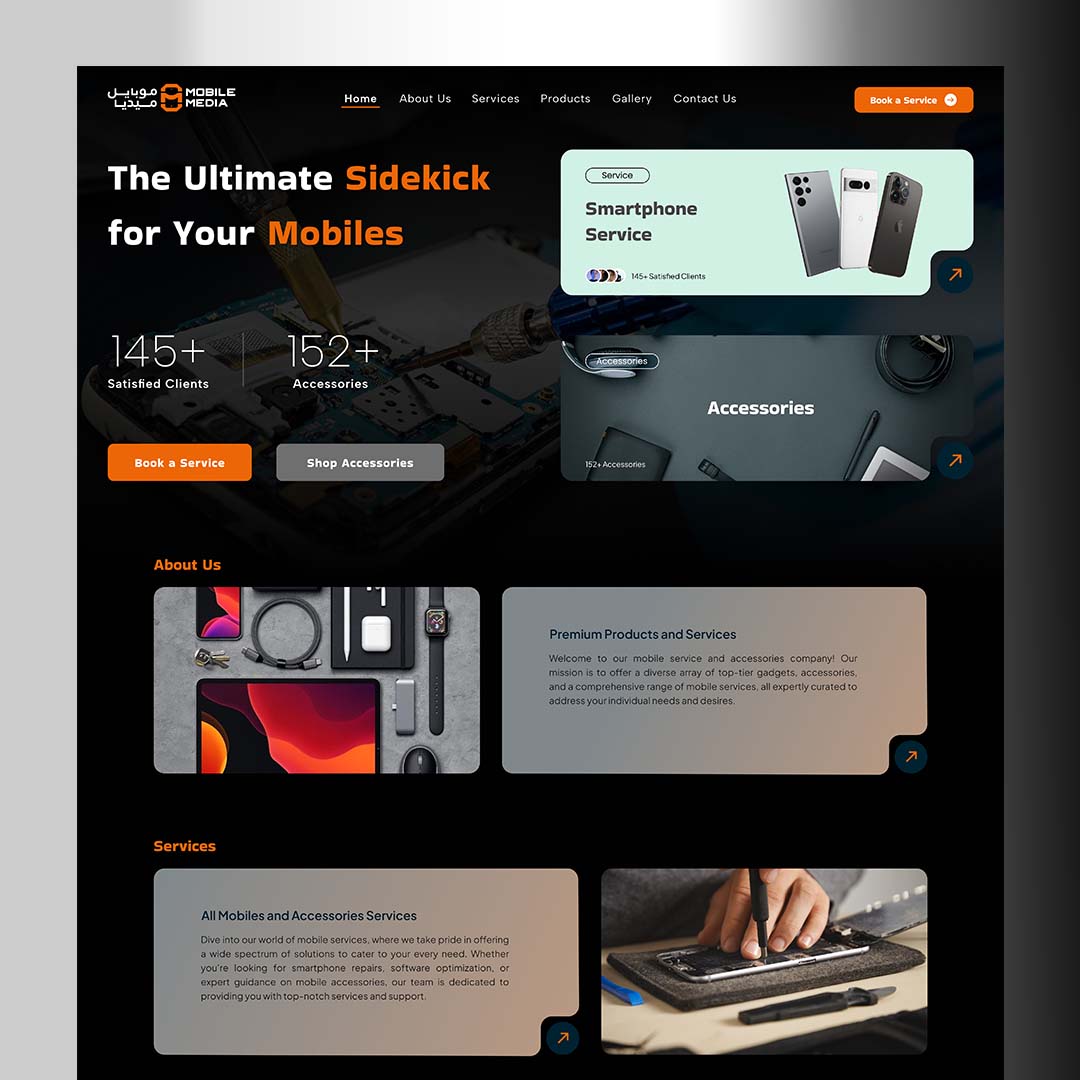 موبايل
ميديا
MOBILE
MEDIA
Home
About Us
Services
Products
Gallery
Contact Us
Book a Service
The Ultimate Sidekick
for Your Mobiles
145+
Satisfied Clients
152+
Accessories
Book a Service
Shop Accessories
Service
Smartphone
Service
145+ Satisfied Clients
Accessories
Accessories
152+ Accessories
About Us
Premium Products and Services
Welcome to our mobile service and accessories company! Our
mission is to offer a diverse array of top-tier gadgets, accessories,
and a comprehensive range of mobile services, all expertly curated to
address your individual needs and desires.
Services
All Mobiles and Accessories Services
Dive into our world of mobile services, where we take pride in offering
a wide spectrum of solutions to cater to your every need. Whether
you're looking for smartphone repairs, software optimization, or
expert guidance on mobile accessories, our team is dedicated to
providing you with top-notch services and support.